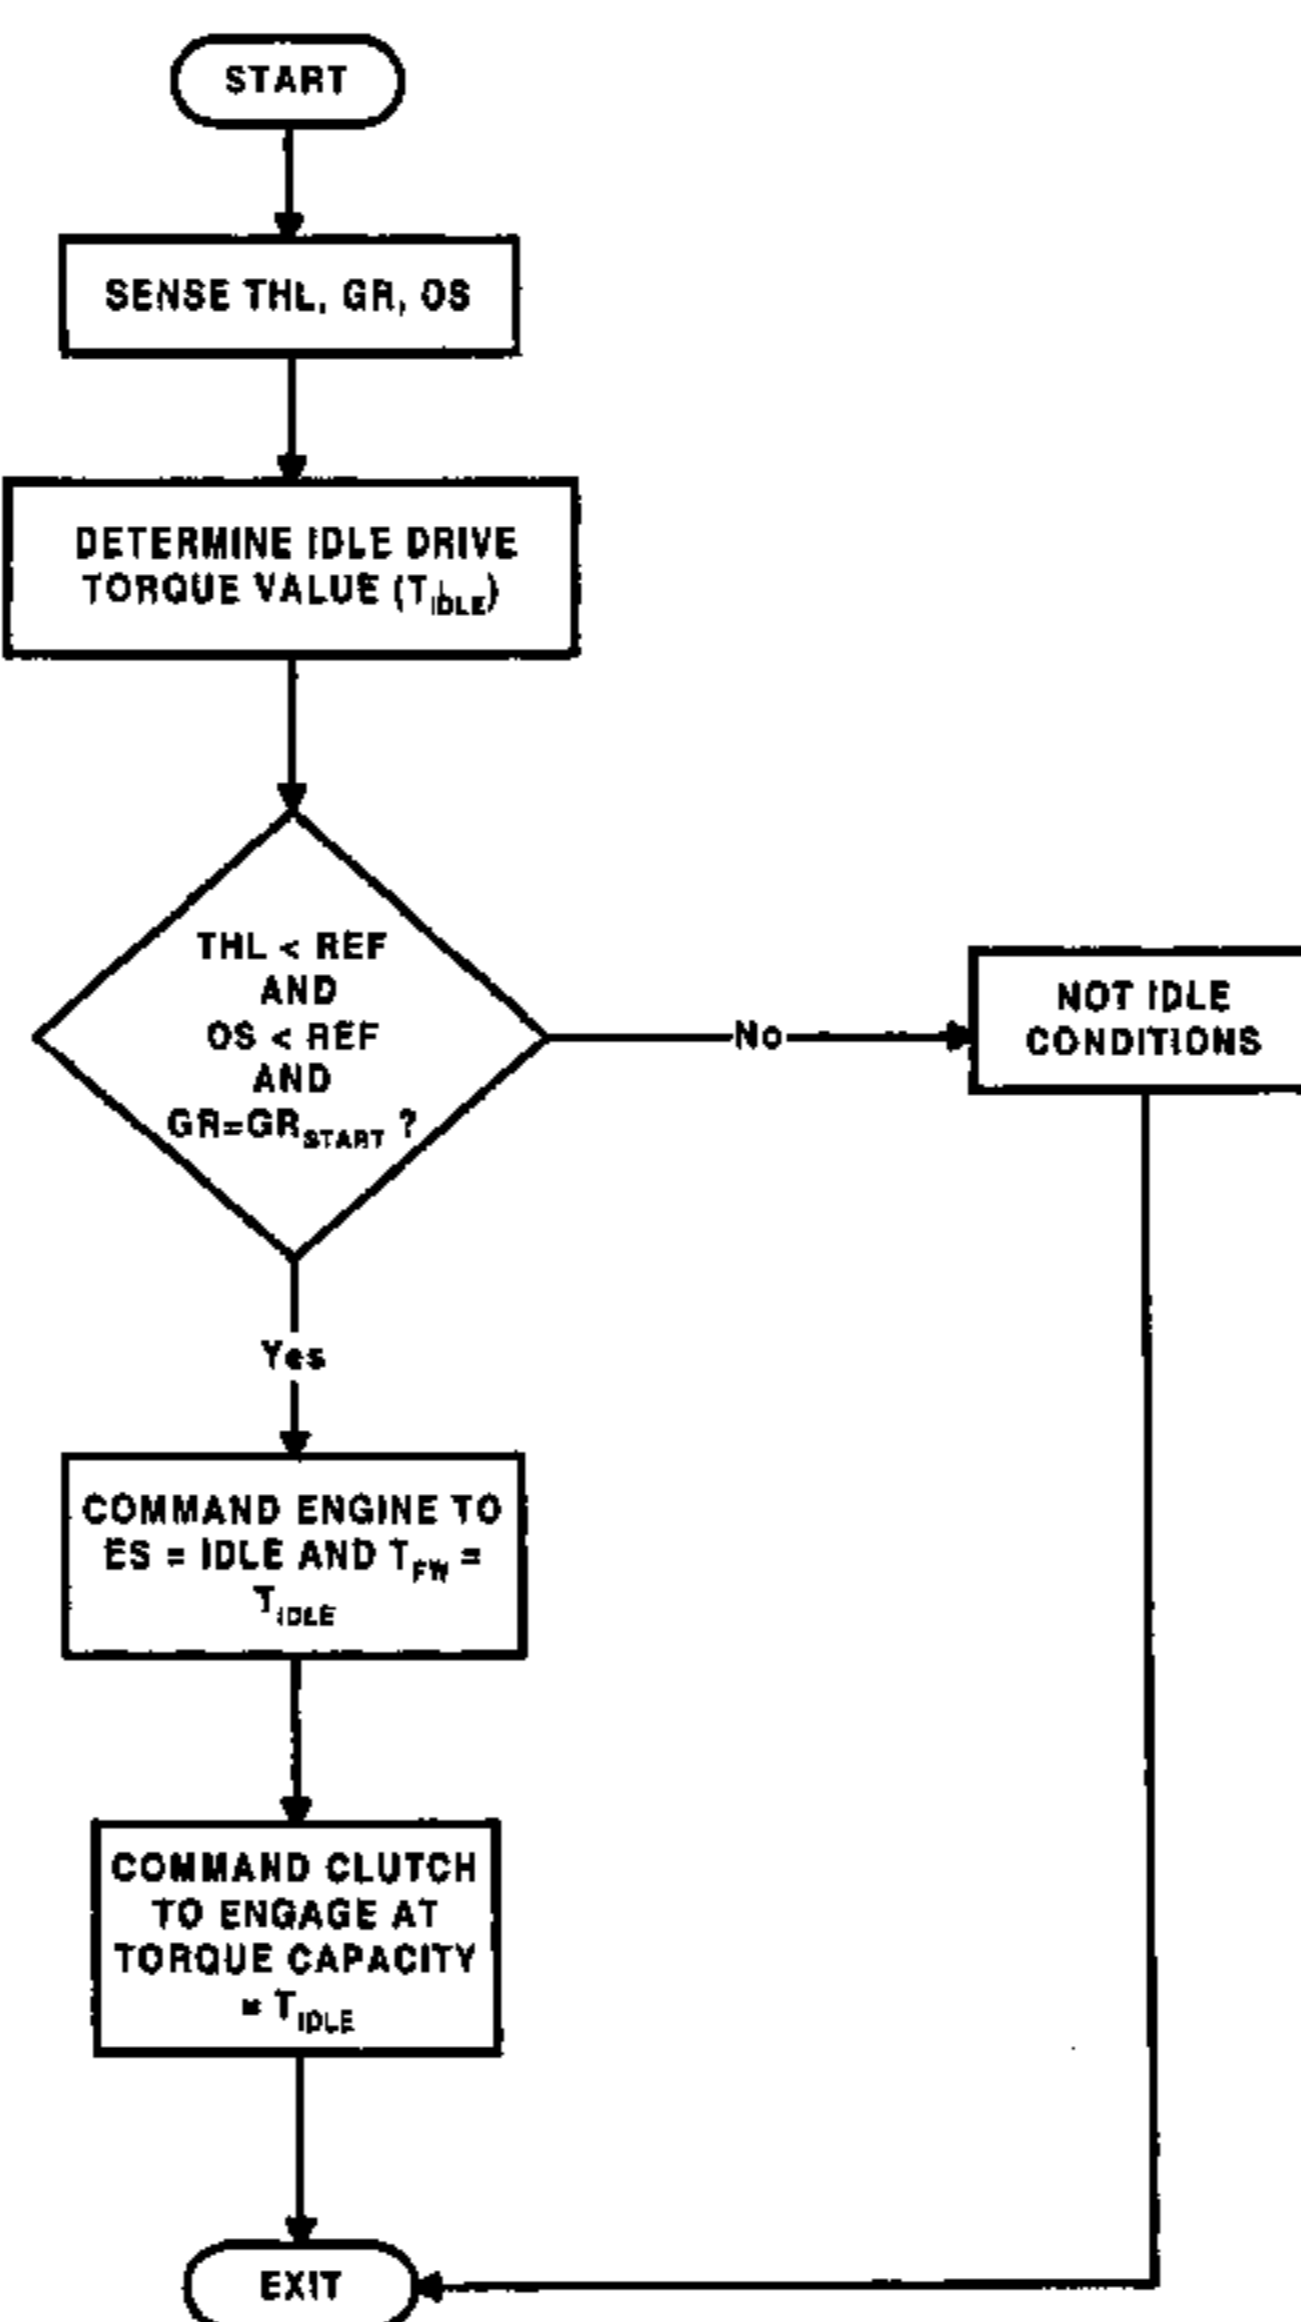 START
SENSE THL, GR, OS
DETERMINE IDLE DRIVE
TORQUE VALUE (TIDLE)
THL < REF
AND
OS < REF
AND
GR=GRSTART ?
No
NOT IDLE
CONDITIONS
Yes
COMMAND ENGINE TO
ES = IDLE AND TFW =
TIDLE
COMMAND CLUTCH
TO ENGAGE AT
TORQUE CAPACITY
= TIDLE
EXIT